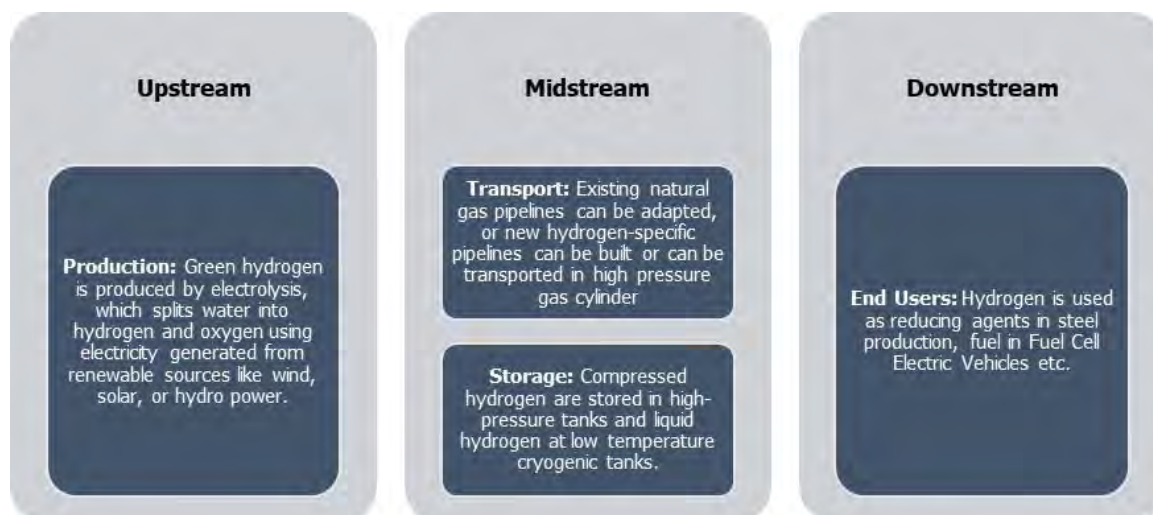 Upstream
Production: Green hydrogen
is produced by electrolysis,
which splits water into
hydrogen and oxygen using
electricity generated from
renewable sources like wind,
solar, or hydro power.
Midstream
Transport: Existing natural
gas pipelines can be adapted,
or new hydrogen-specific
pipelines can be built or can be
transported in high pressure
gas cylinder
Storage: Compressed
hydrogen are stored in high-
pressure tanks and liquid
hydrogen at low temperature
cryogenic tanks.
Downstream
End Users: Hydrogen is used
as reducing agents in steel
production, fuel in Fuel Cell
Electric Vehicles etc.